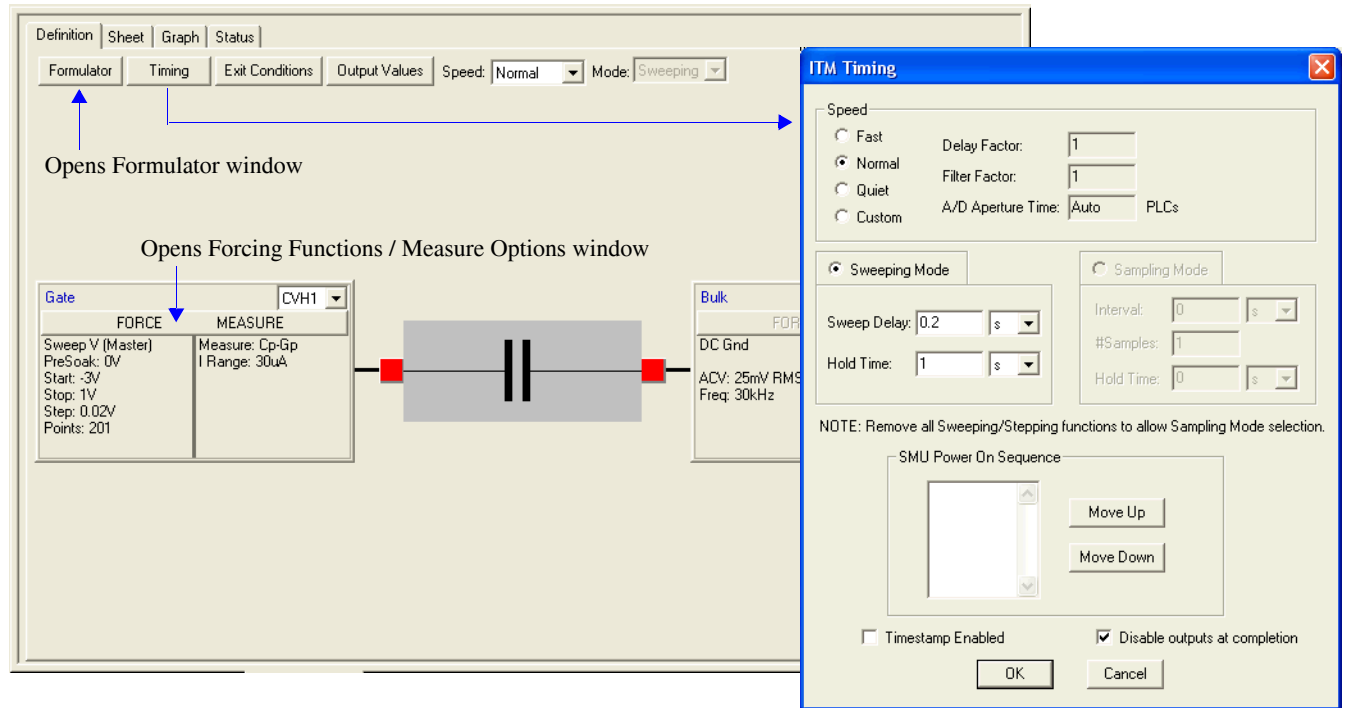 Definition Sheet Graph Status
Formulator Timing Exit Conditions Output Values Speed: Normal Mode: Sweeping
Opens Formulator window
Opens Forcing Functions / Measure Options window
Gate CVH1
FORCE MEASURE
Sweep V (Master) Measure: Cp-Gp
PreSoak: 0V I Range: 30uA
Start: -3V
Stop: 1V
Step: 0.02V
Points: 201
Bulk
FOR
DC Gnd
ACV: 25mV RMS
Freq: 30kHz
ITM Timing
Speed
Fast
Normal
Quiet
Custom
Delay Factor: 1
Filter Factor: 1
A/D Aperture Time: Auto PLCs
Sweeping Mode
Sweep Delay: 0.2 s
Hold Time: 1 s
Sampling Mode
Interval: 0 s
#Samples: 1
Hold Time: 0 s
NOTE: Remove all Sweeping/Stepping functions to allow Sampling Mode selection.
SMU Power On Sequence
Move Up
Move Down
Timestamp Enabled Disable outputs at completion
OK Cancel